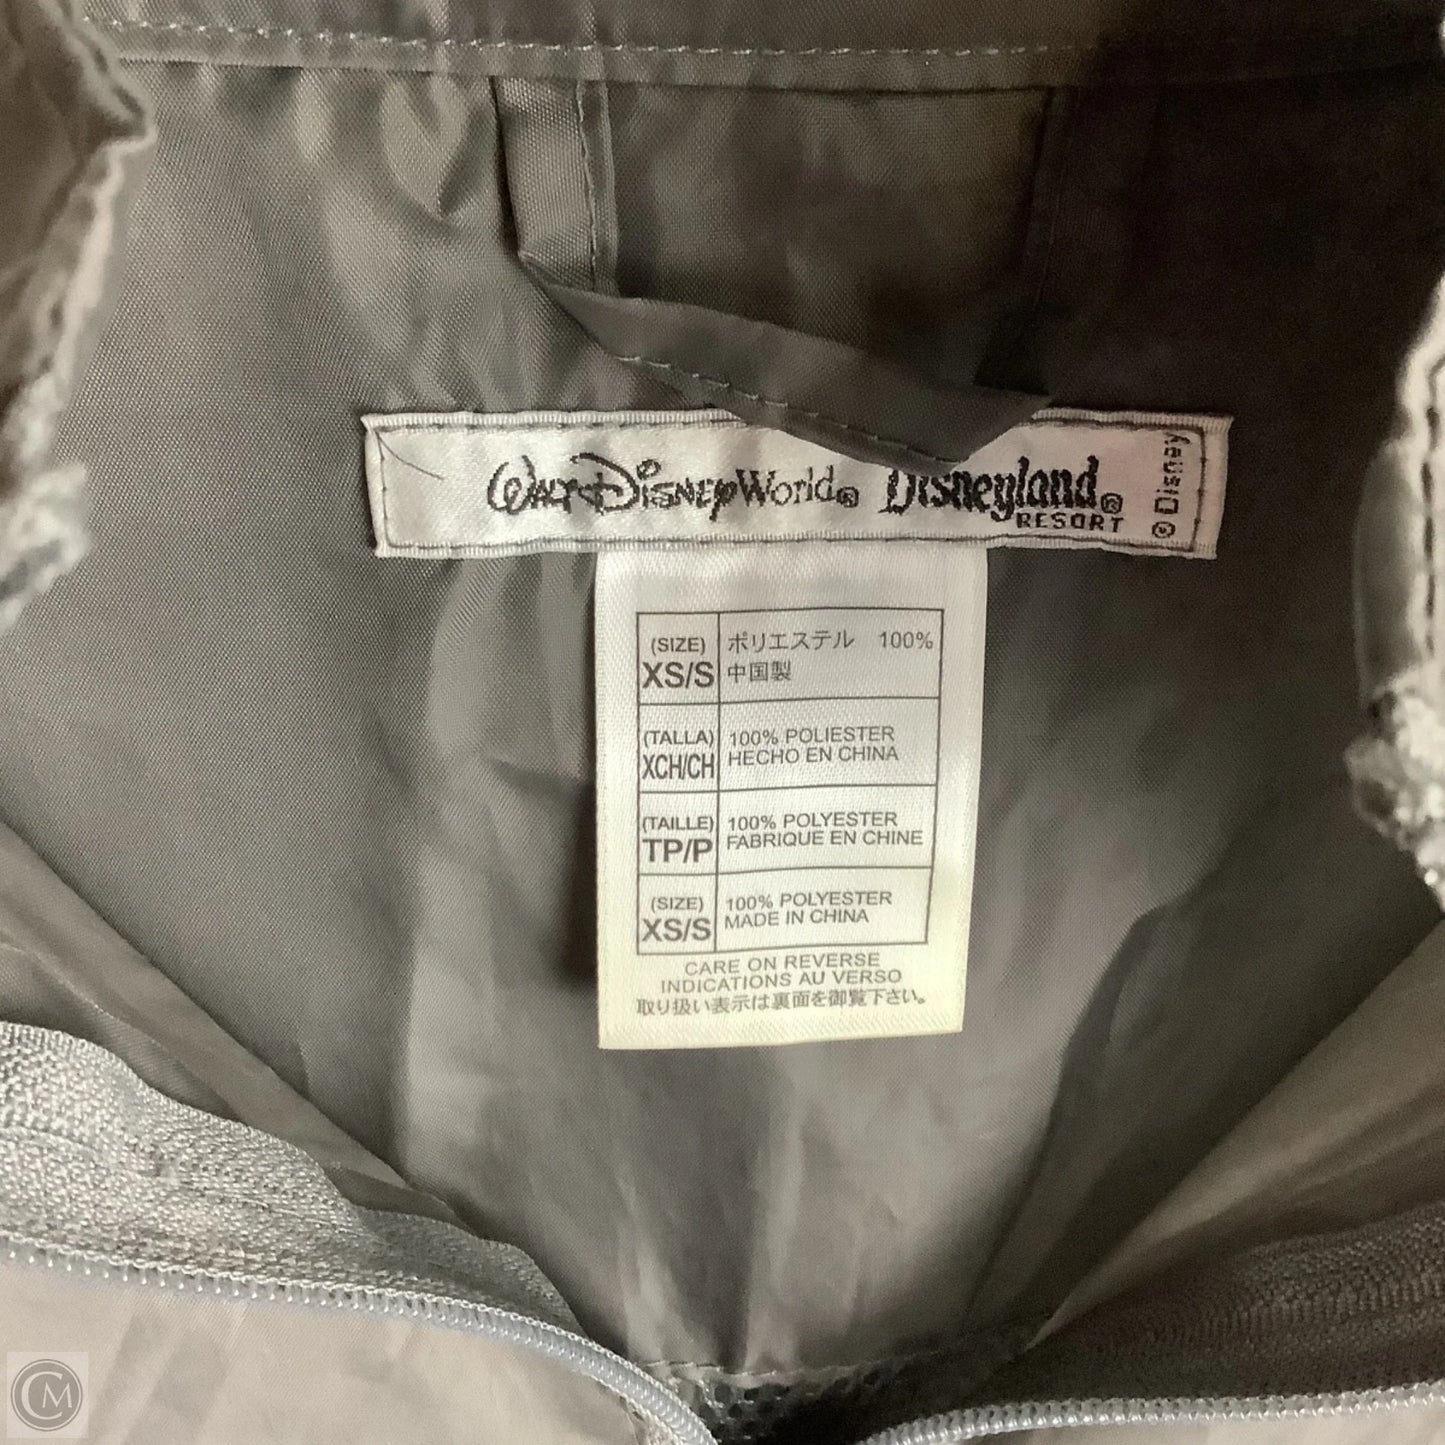 Walt Disney World® Disneyland®
RESORT
© Disney
(SIZE)
XS/S
ポリエステル 100%
中国製
(TALLA)
XCH/CH
100% POLIESTER
HECHO EN CHINA
(TAILLE)
TP/P
100% POLYESTER
FABRIQUE EN CHINE
(SIZE)
XS/S
100% POLYESTER
MADE IN CHINA
CARE ON REVERSE
INDICATIONS AU VERSO
取り扱い表示は裏面を御覧下さい。
CM